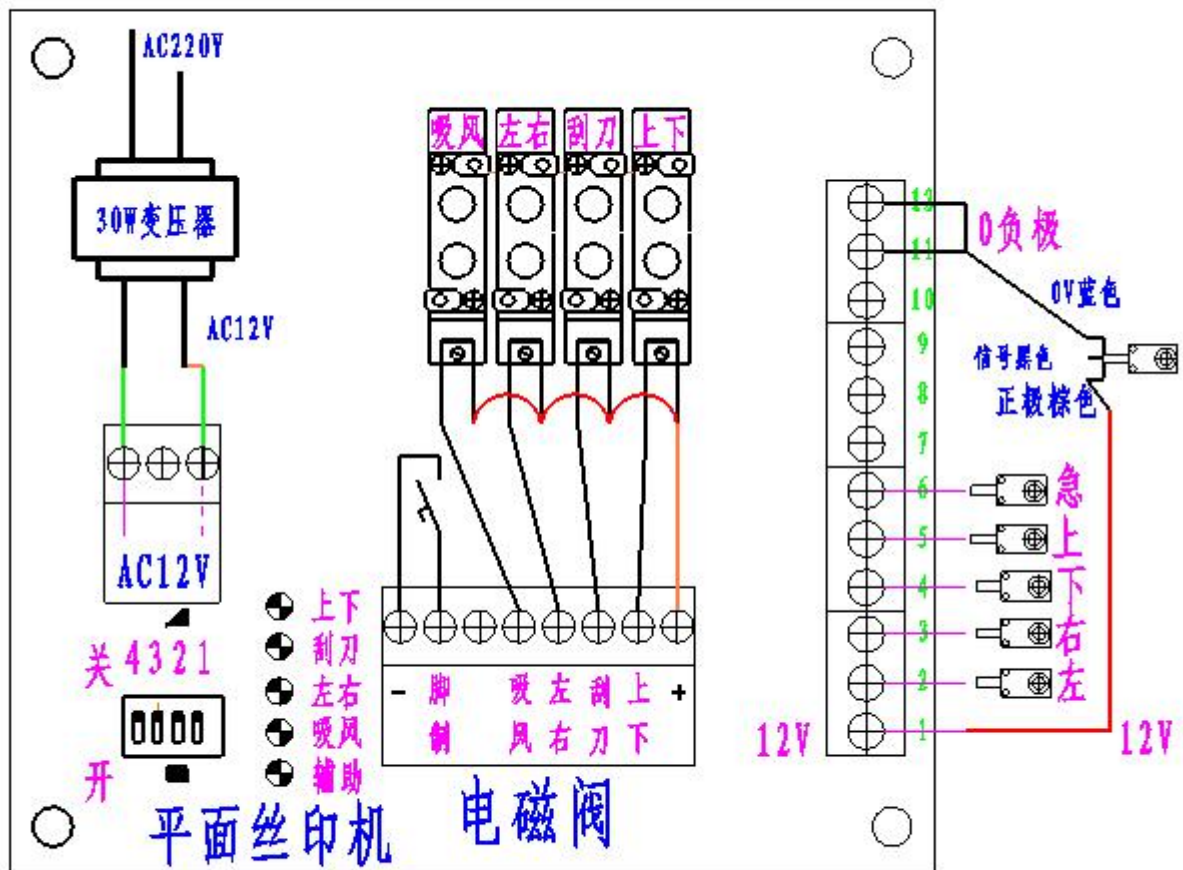 AC220V
吸风 左右 刮刀 上下
30W变压器
AC12V
AC12V
12
11
10
9
8
7
6
5
4
3
2
1
0负极
0V蓝色
信号黑色
正极棕色
急
上
下
右
左
12V
12V
关 4321
开
上下
刮刀
左右
吸风
辅助
- 脚 吸 左 刮 上 +
制 风 右 刀 下
平面丝印机
电磁阀